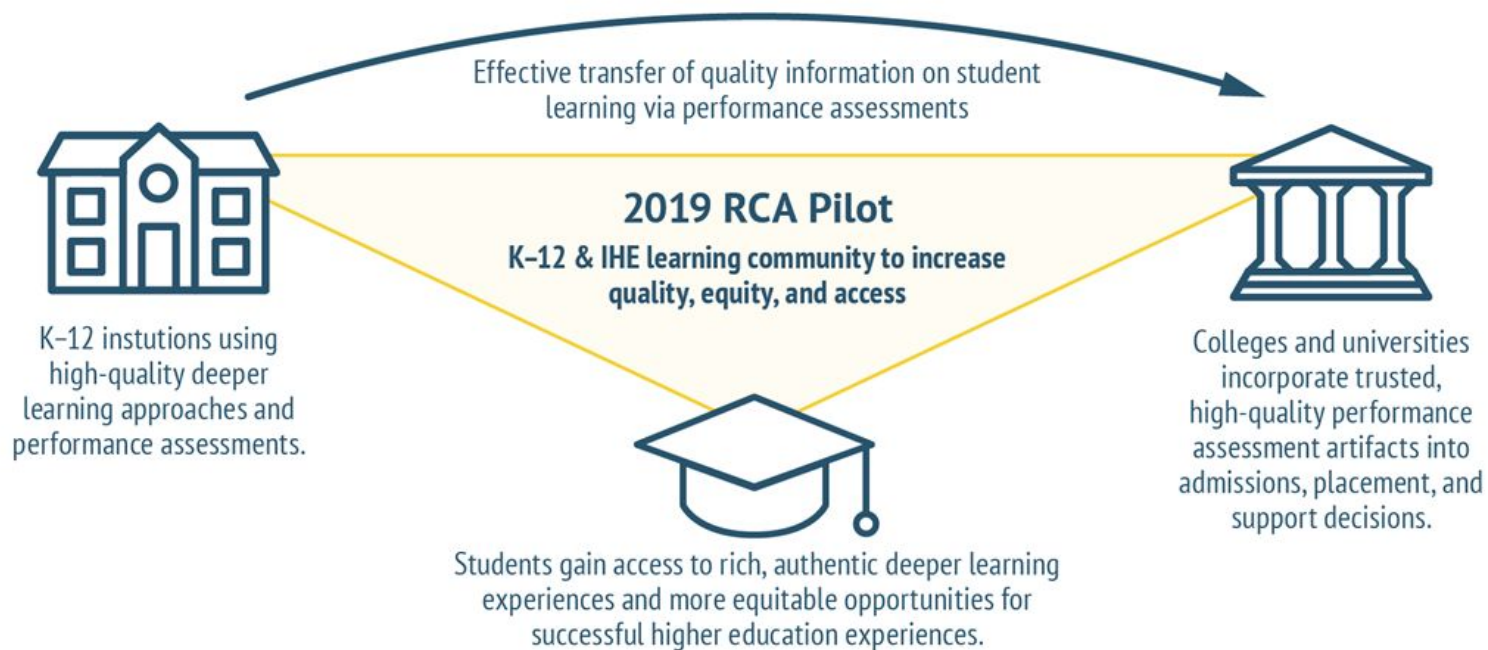 Effective transfer of quality information on student
learning via performance assessments
2019 RCA Pilot
K–12 & IHE learning community to increase
quality, equity, and access
K–12 instutions using
high-quality deeper
learning approaches and
performance assessments.
Colleges and universities
incorporate trusted,
high-quality performance
assessment artifacts into
admissions, placement, and
support decisions.
Students gain access to rich, authentic deeper learning
experiences and more equitable opportunities for
successful higher education experiences.